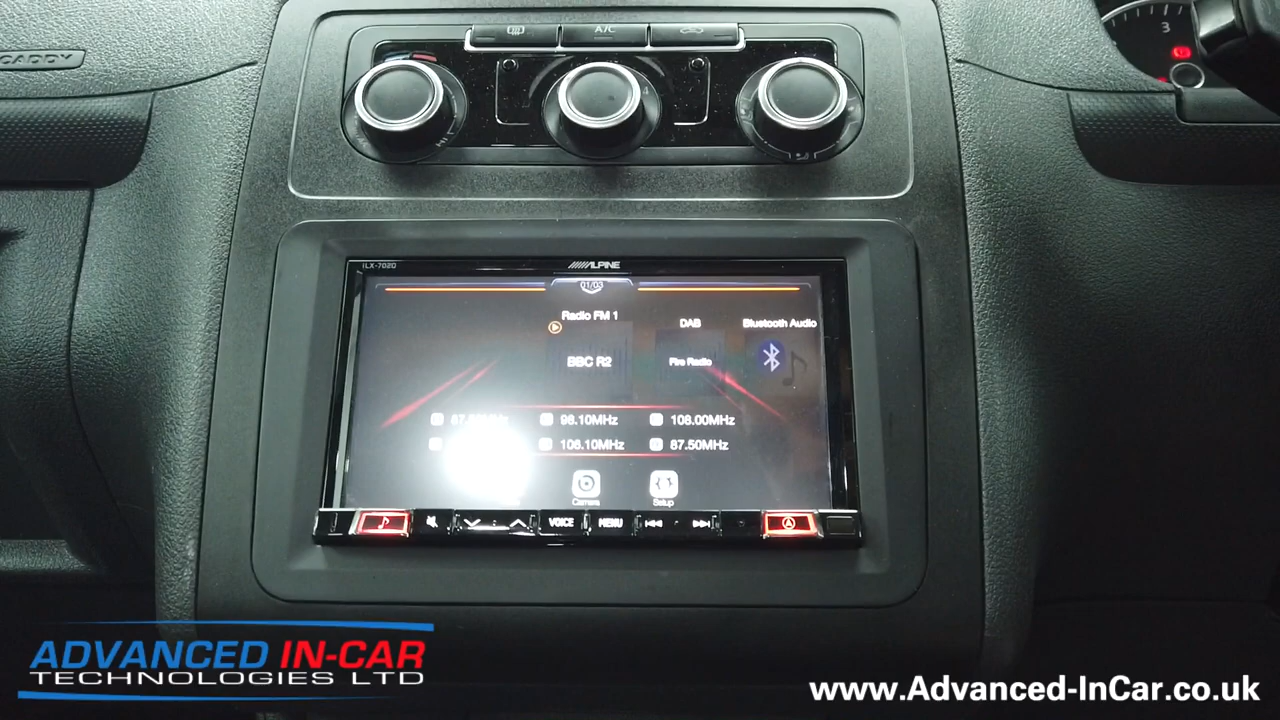 CADDY
A/C
3
iLX-702D
ALPINE
01/03
Radio FM 1
DAB
Bluetooth Audio
BBC R2
Fire Radio
98.10MHz
108.00MHz
106.10MHz
87.50MHz
Camera
Setup
VOICE
MENU
ADVANCED IN-CAR
TECHNOLOGIES LTD
www.Advanced-InCar.co.uk